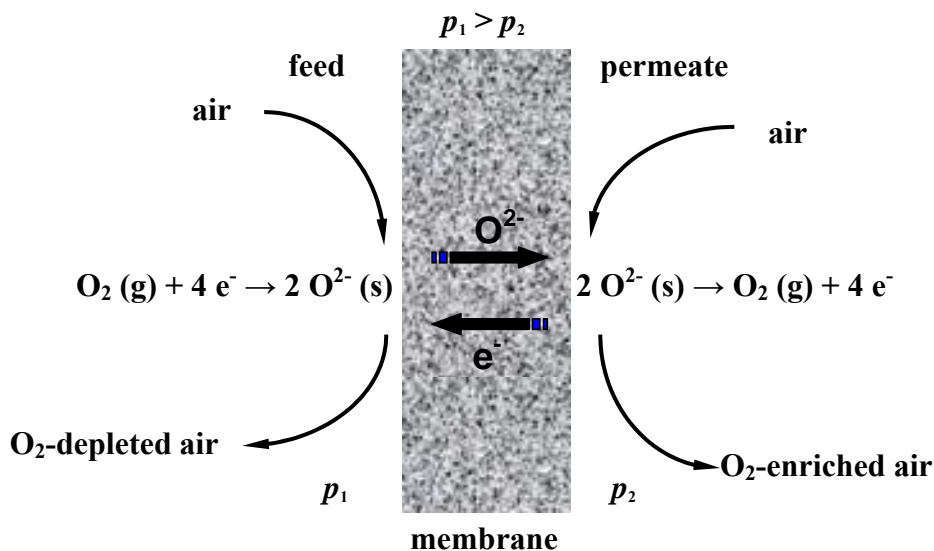 p₁ > p₂
feed
permeate
air
air
O²⁻
O₂ (g) + 4 e⁻ → 2 O²⁻ (s)
2 O²⁻ (s) → O₂ (g) + 4 e⁻
e⁻
O₂-depleted air
O₂-enriched air
p₁
p₂
membrane